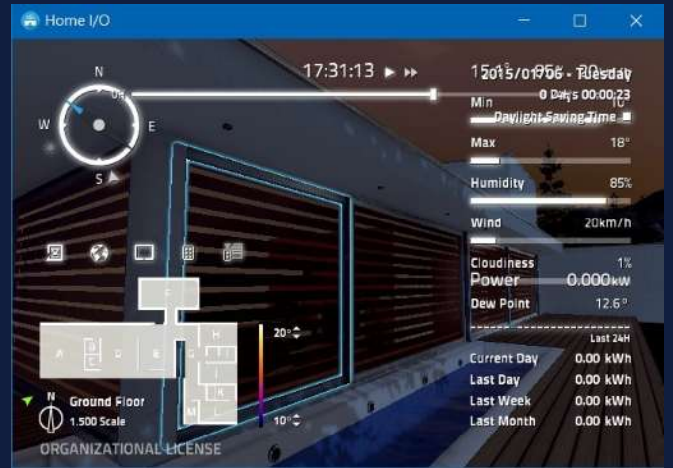 Home I/O
N
W
E
S
17:31:13
2015/01/06 - Tuesday
0 Days 00:00:23
Daylight Saving Time
Min 10°
Max 18°
Humidity 85%
Wind 20km/h
Cloudiness 1%
Power 0.000kW
Dew Point 12.6°
Last 24H
Current Day 0.00 kWh
Last Day 0.00 kWh
Last Week 0.00 kWh
Last Month 0.00 kWh
A
D
E
G
H
I
L
M
20°
10°
N
Ground Floor
1.500 Scale
ORGANIZATIONAL LICENSE